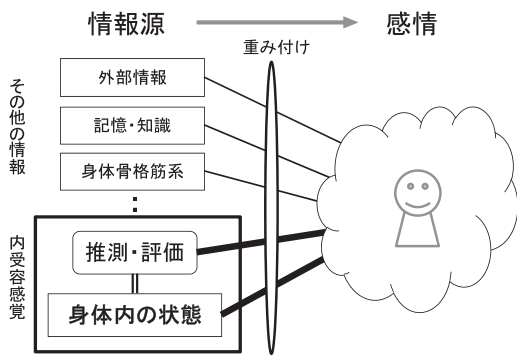 情報源
感情
重み付け
その他の情報
外部情報
記憶・知識
身体骨格筋系
内受容感覚
推測・評価
身体内の状態